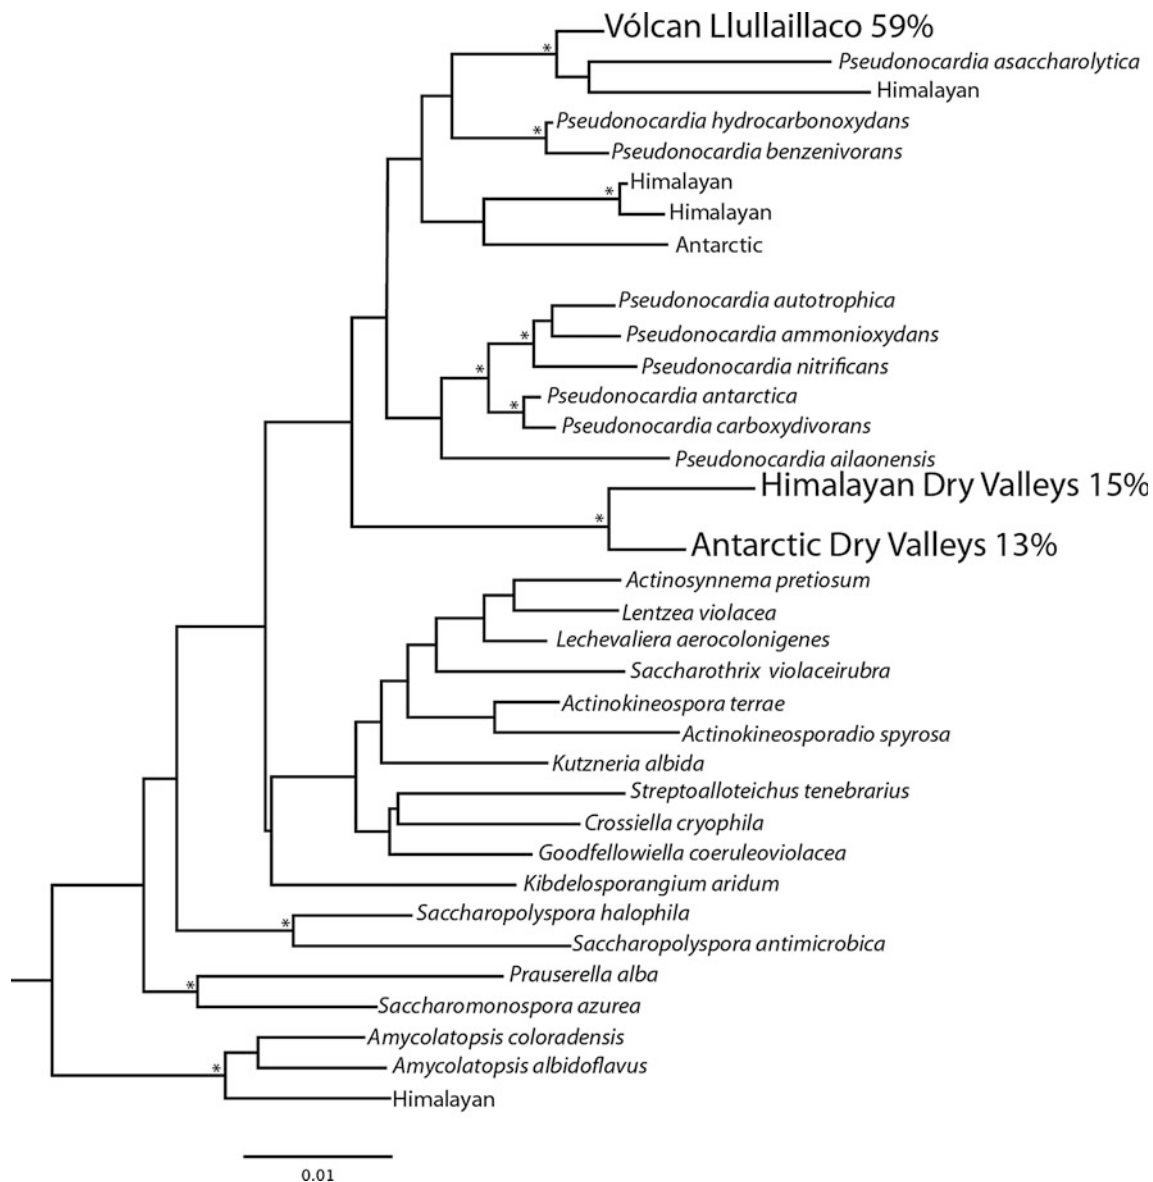 Vólcan Llullaillaco 59%
*
Pseudonocardia asaccharolytica
Himalayan
Pseudonocardia hydrocarbonoxydans
*
Pseudonocardia benzenivorans
Himalayan
*
Himalayan
Antarctic
Pseudonocardia autotrophica
*
Pseudonocardia ammonioxydans
Pseudonocardia nitrificans
*
Pseudonocardia antarctica
*
Pseudonocardia carboxydivorans
Pseudonocardia ailaonensis
Himalayan Dry Valleys 15%
*
Antarctic Dry Valleys 13%
Actinosynnema pretiosum
Lentzea violacea
Lechevaliera aerocolonigenes
Saccharothrix violaceirubra
Actinokineospora terrae
Actinokineosporadio spyrosa
Kutzneria albida
Streptoalloteichus tenebrarius
Crossiella cryophila
Goodfellowiella coeruleoviolacea
Kibdelosporangium aridum
Saccharopolyspora halophila
*
Saccharopolyspora antimicrobica
Prauserella alba
*
Saccharomonospora azurea
Amycolatopsis coloradensis
*
Amycolatopsis albidoflavus
Himalayan
0.01